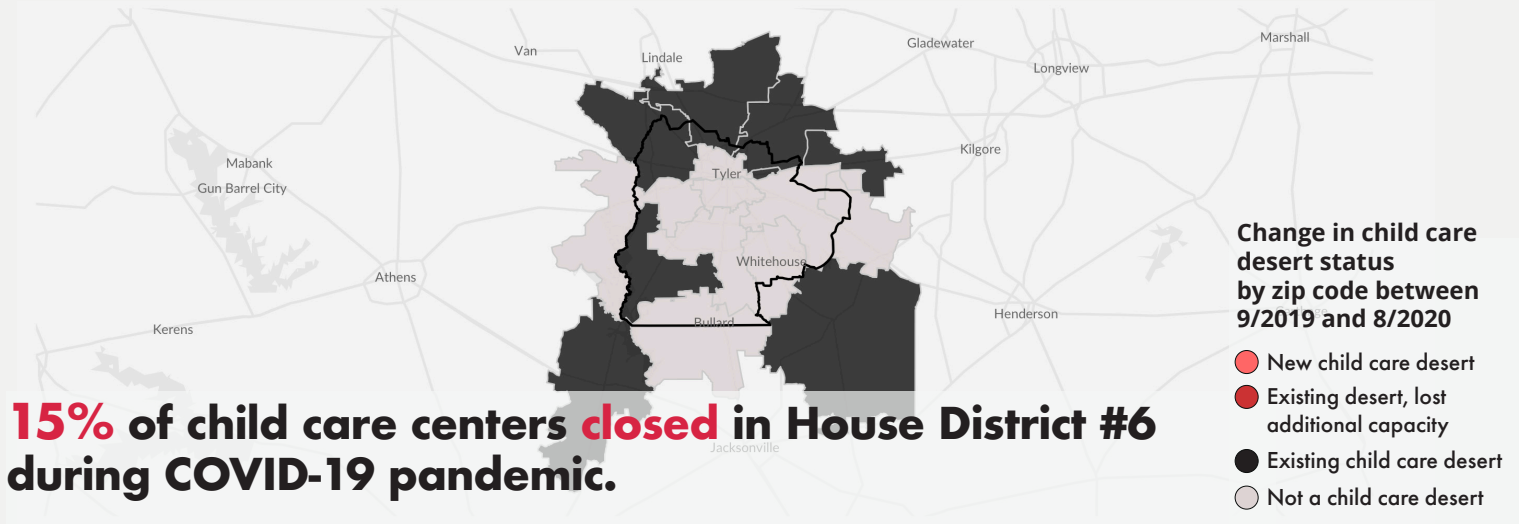 Van
Lindale
Gladewater
Marshall
Longview
Mabank
Gun Barrel City
Kilgore
Tyler
Whitehouse
Athens
Kerens
Bullard
Henderson
Jacksonville
Change in child care
desert status
by zip code between
9/2019 and 8/2020
New child care desert
Existing desert, lost
additional capacity
Existing child care desert
Not a child care desert
15% of child care centers closed in House District #6
during COVID-19 pandemic.